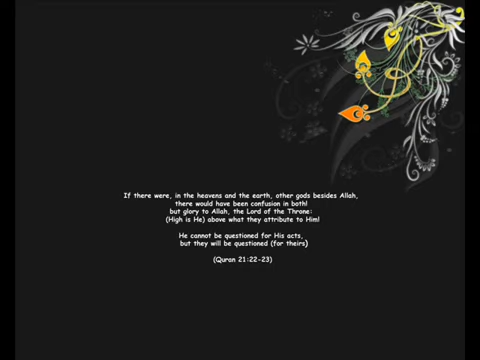 If there were, in the heavens and the earth, other gods besides Allah,
there would have been confusion in both!
but glory to Allah, the Lord of the Throne:
(High is He) above what they attribute to Him!
He cannot be questioned for His acts,
but they will be questioned (for theirs)
(Quran 21:22-23)